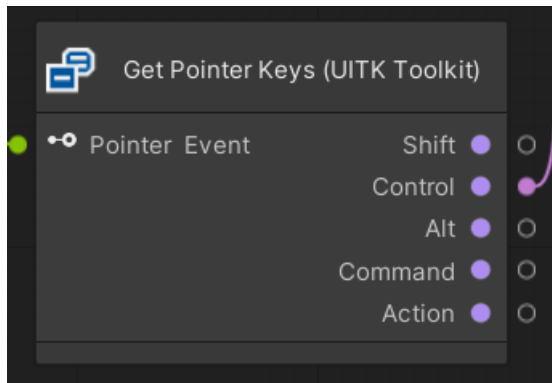 Get Pointer Keys (UITK Toolkit)
Pointer Event Shift
Control
Alt
Command
Action